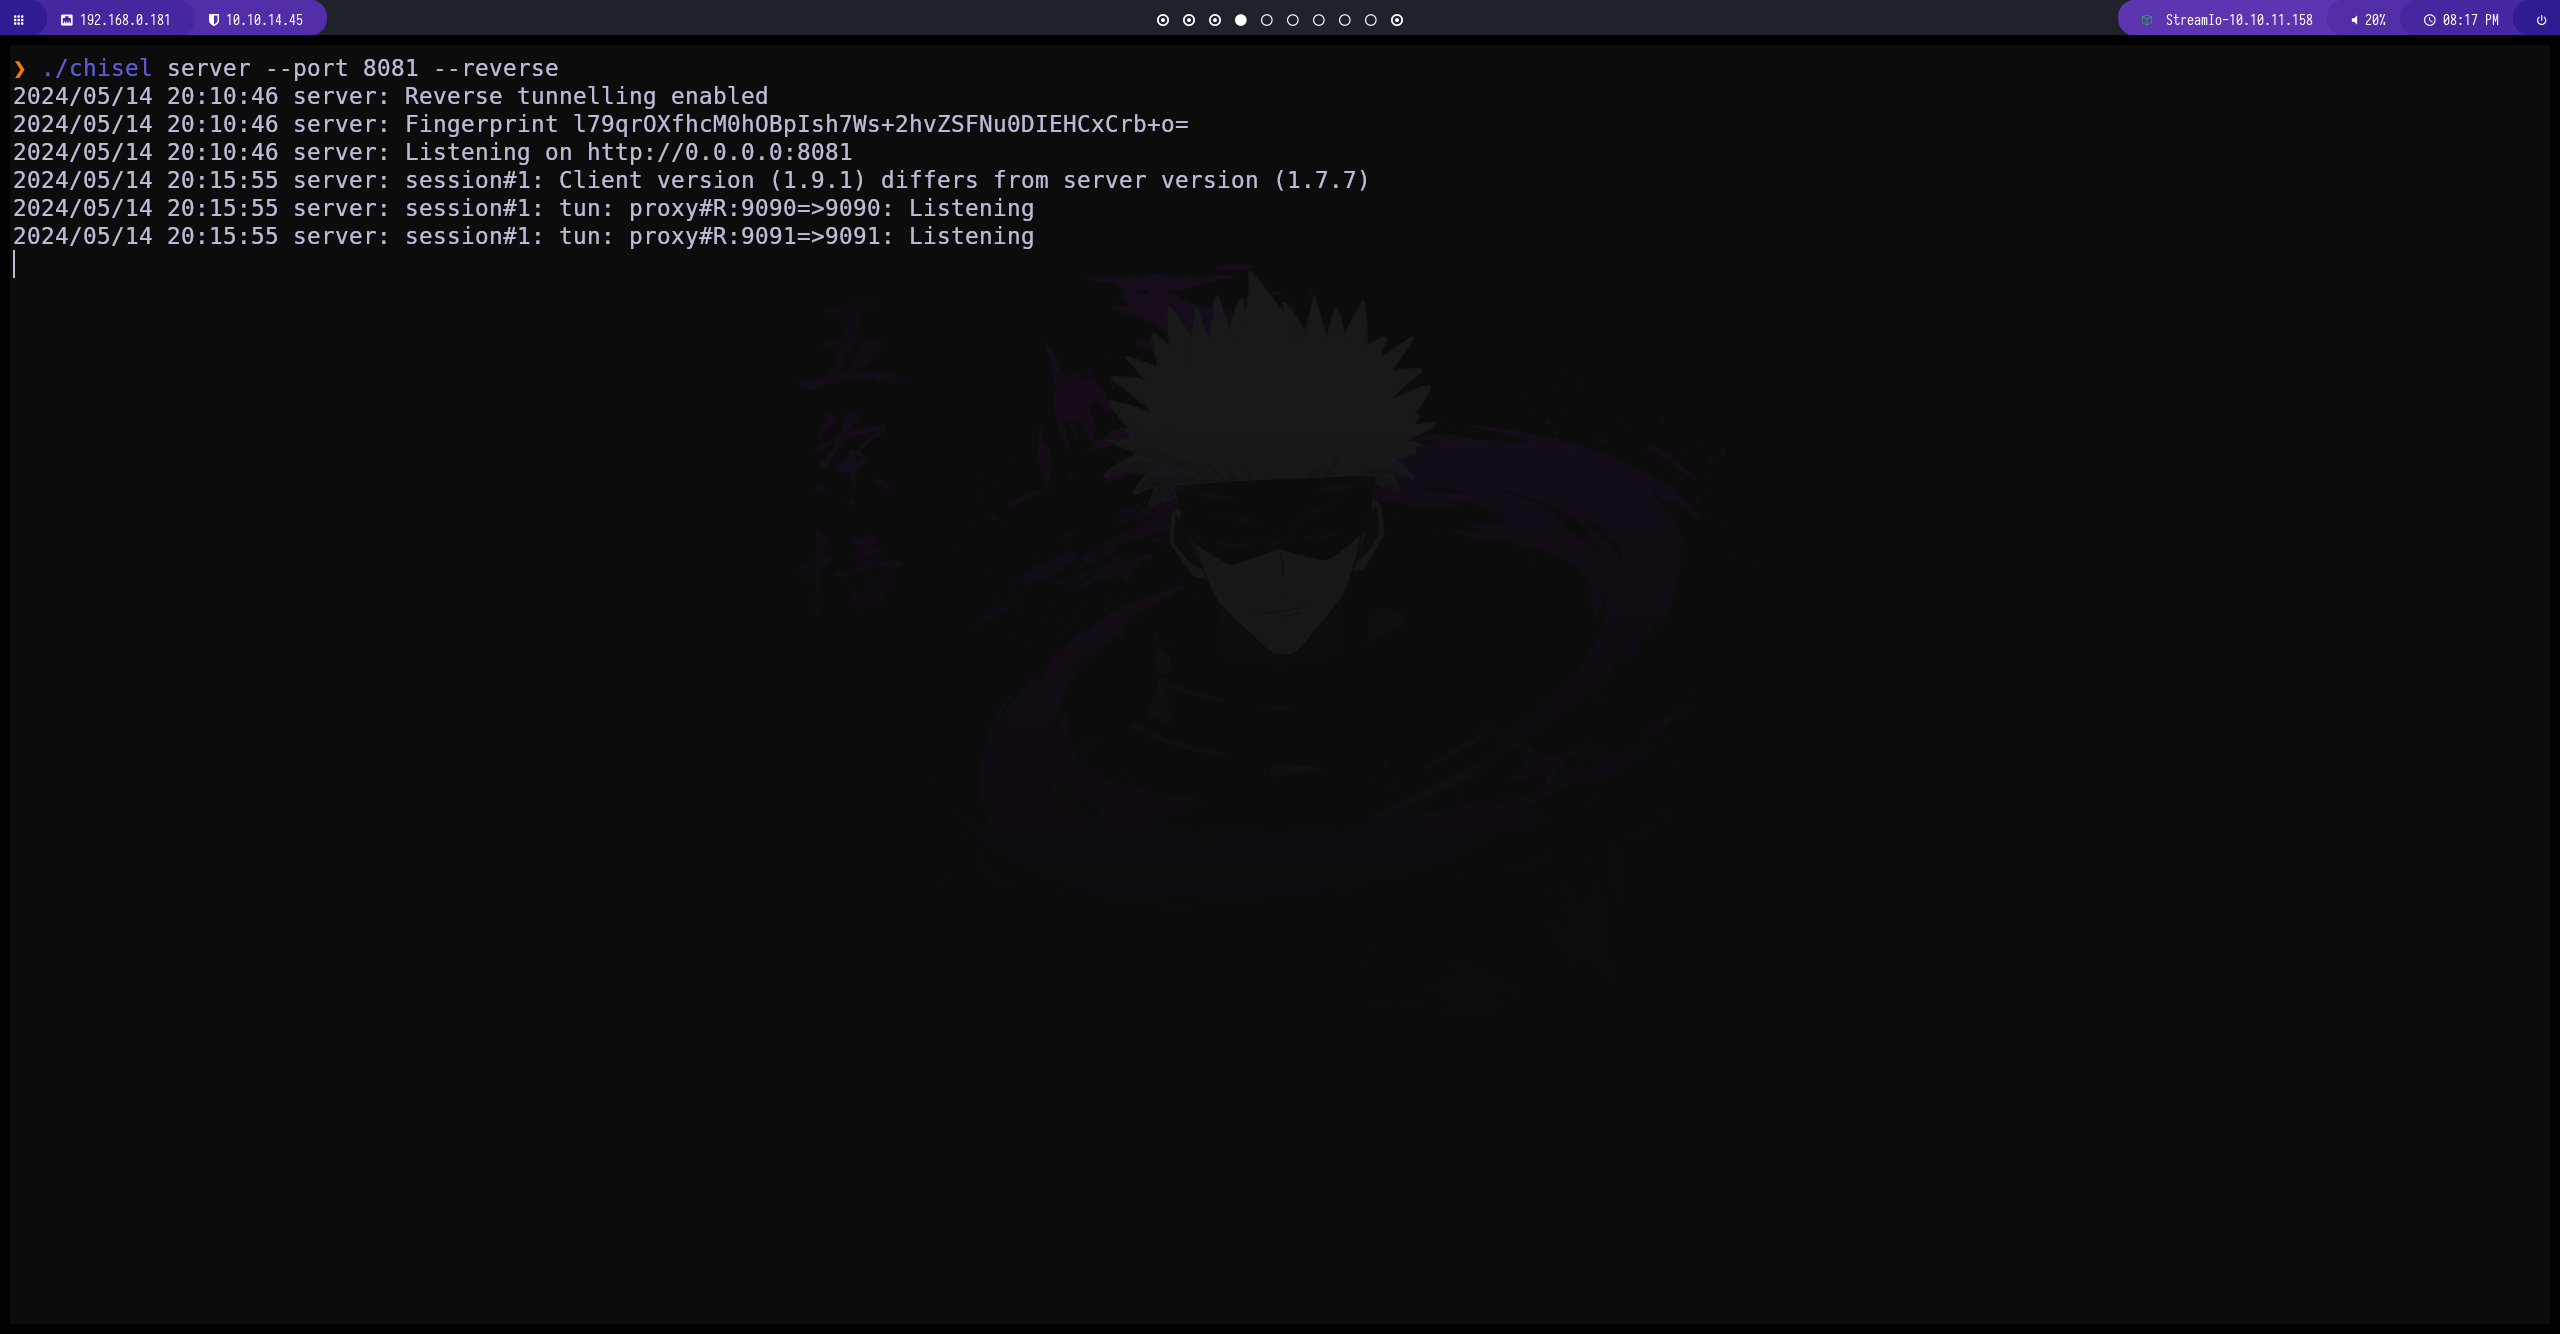 192.168.0.181 10.10.14.45 StreamIo-10.10.11.158 20% 08:17 PM
❯ ./chisel server --port 8081 --reverse
2024/05/14 20:10:46 server: Reverse tunnelling enabled
2024/05/14 20:10:46 server: Fingerprint l79qrOXfhcM0hOBpIsh7Ws+2hvZSFNu0DIEHCxCrb+o=
2024/05/14 20:10:46 server: Listening on http://0.0.0.0:8081
2024/05/14 20:15:55 server: session#1: Client version (1.9.1) differs from server version (1.7.7)
2024/05/14 20:15:55 server: session#1: tun: proxy#R:9090=>9090: Listening
2024/05/14 20:15:55 server: session#1: tun: proxy#R:9091=>9091: Listening
五条悟